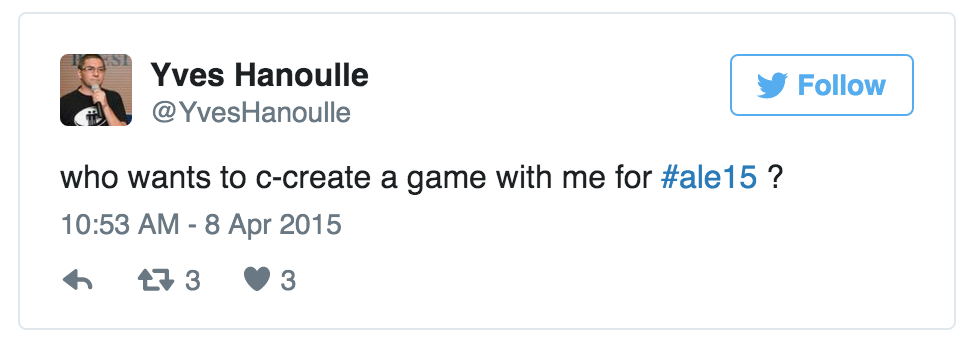 Yves Hanoulle
@YvesHanoulle
Follow
who wants to c-create a game with me for #ale15 ?
10:53 AM - 8 Apr 2015
3 3